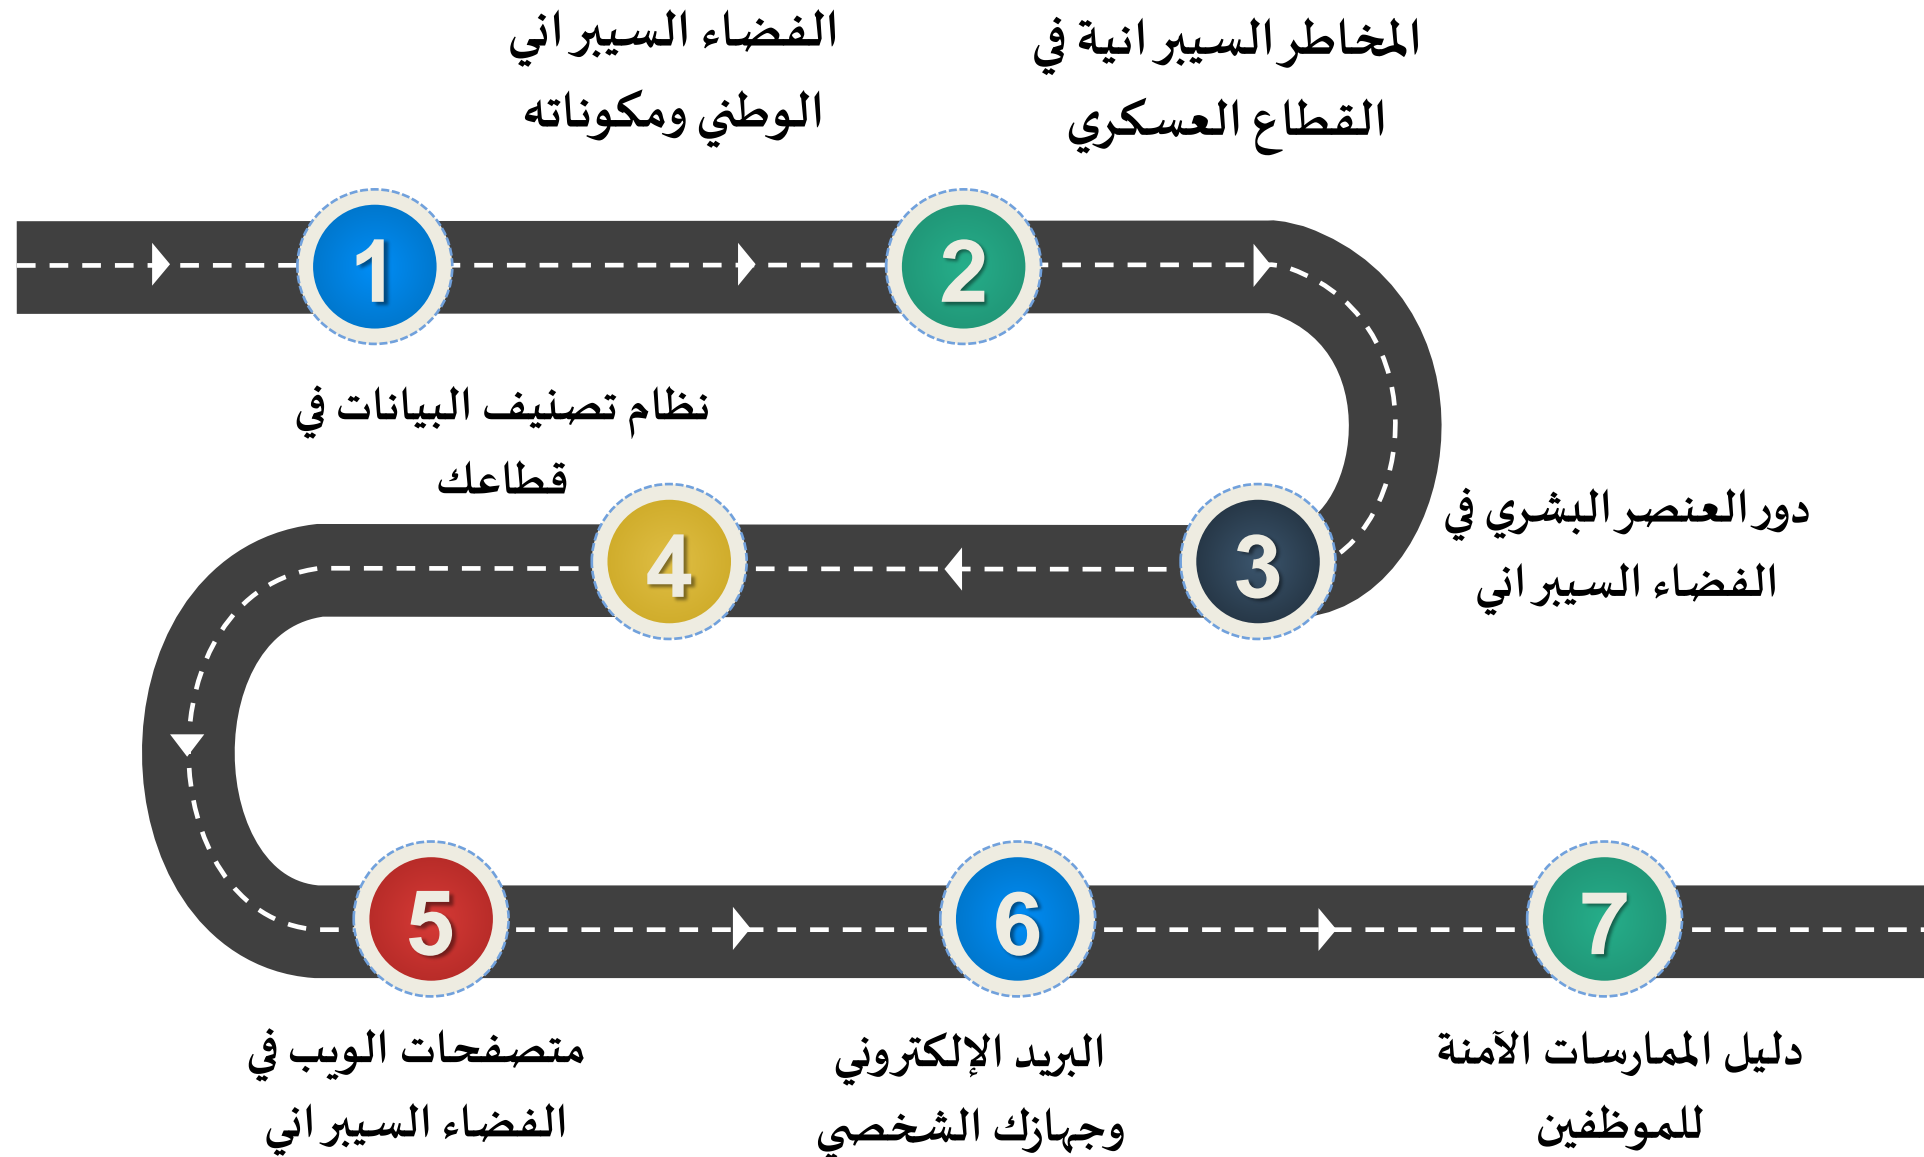 الفضاء السيبراني
الوطني ومكوناته
المخاطر السيبرانية في
القطاع العسكري
1
2
نظام تصنيف البيانات في
قطاعك
دور العنصر البشري في
الفضاء السيبراني
4
3
5
6
7
متصفحات الويب في
الفضاء السيبراني
البريد الإلكتروني
وجهازك الشخصي
دليل الممارسات الآمنة
للموظفين